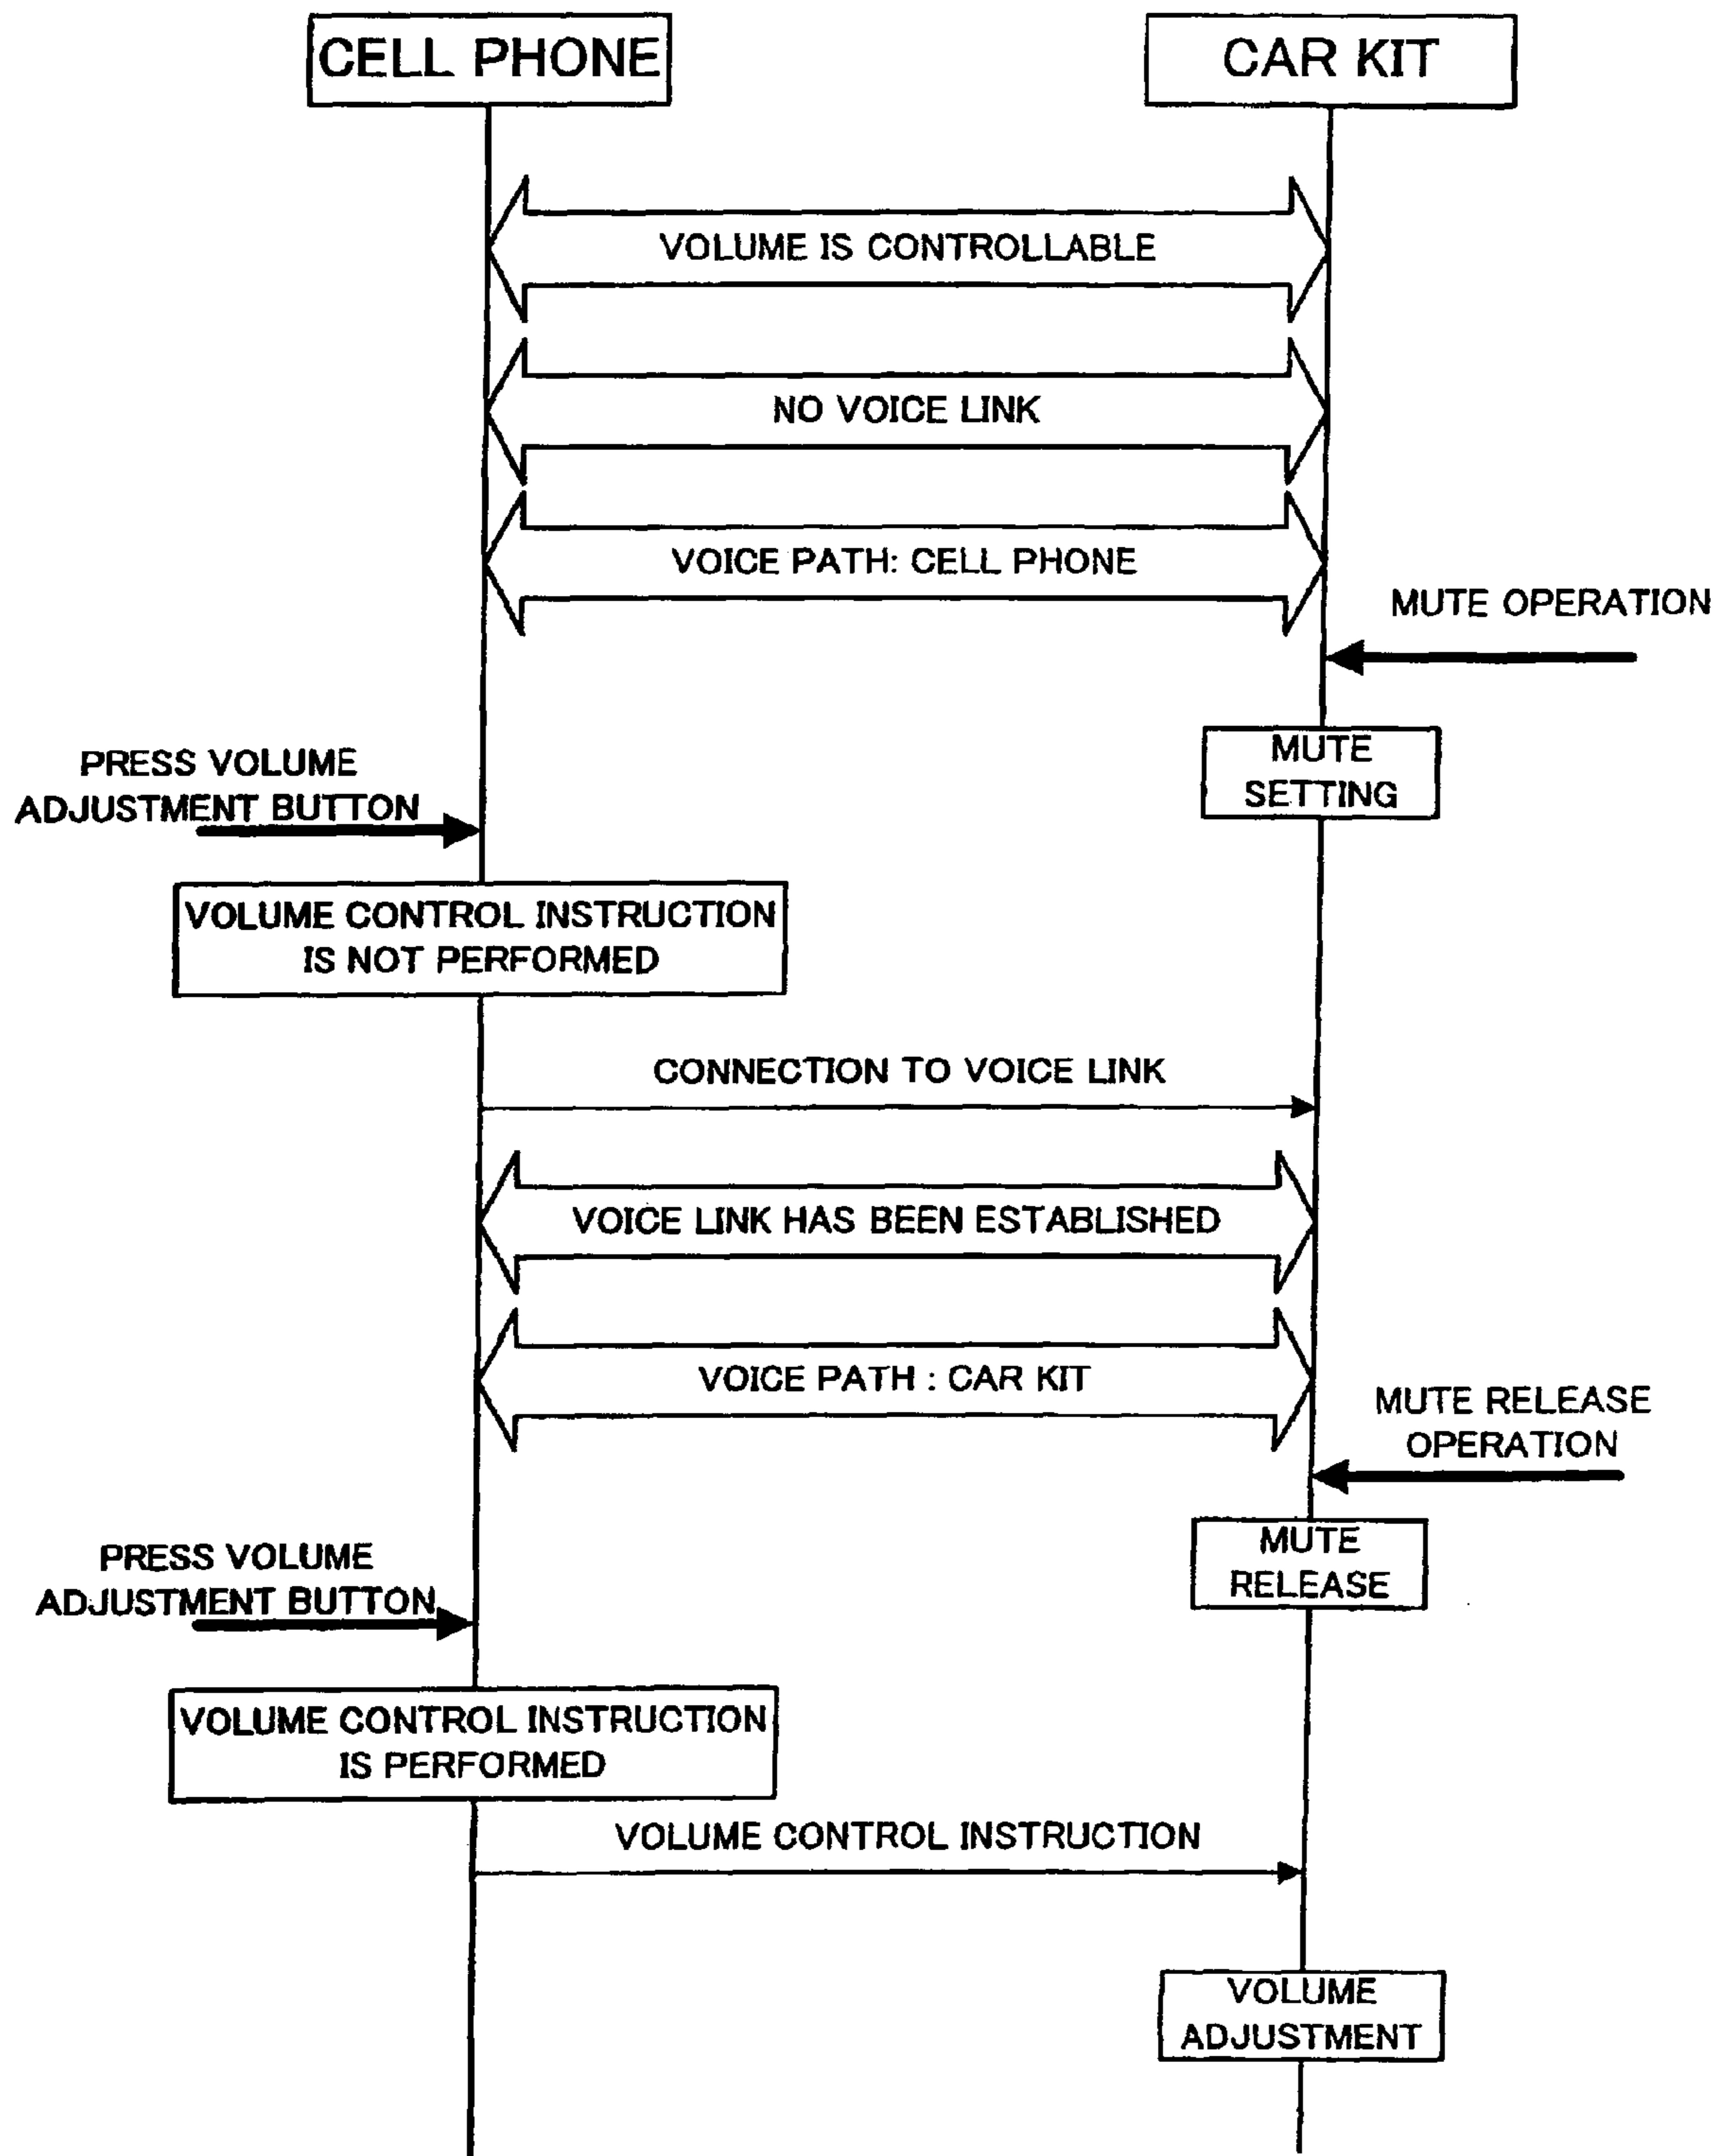 CELL PHONE
CAR KIT
VOLUME IS CONTROLLABLE
NO VOICE LINK
VOICE PATH: CELL PHONE
MUTE OPERATION
MUTE
SETTING
PRESS VOLUME
ADJUSTMENT BUTTON
VOLUME CONTROL INSTRUCTION
IS NOT PERFORMED
CONNECTION TO VOICE LINK
VOICE LINK HAS BEEN ESTABLISHED
VOICE PATH : CAR KIT
MUTE RELEASE
OPERATION
MUTE
RELEASE
PRESS VOLUME
ADJUSTMENT BUTTON
VOLUME CONTROL INSTRUCTION
IS PERFORMED
VOLUME CONTROL INSTRUCTION
VOLUME
ADJUSTMENT